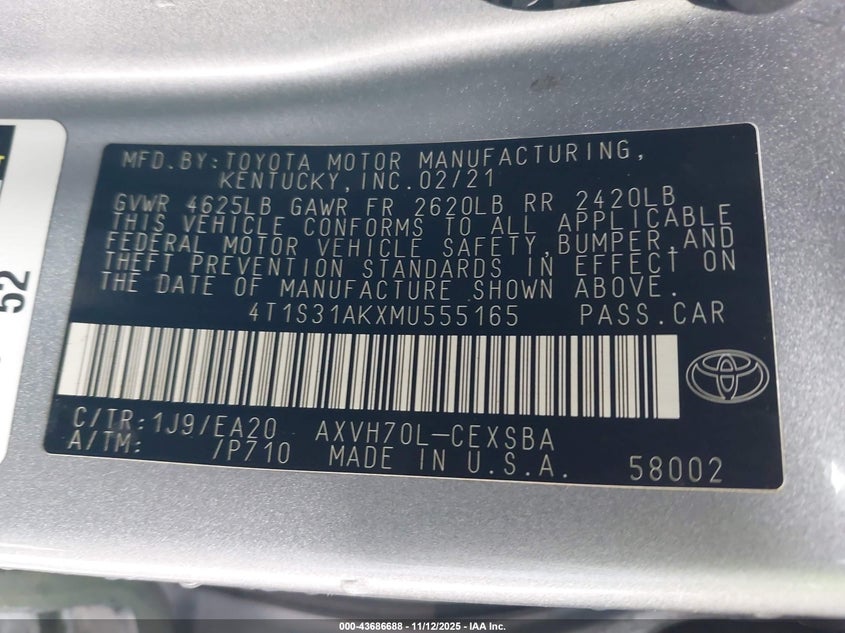 MFD.BY:TOYOTA MOTOR MANUFACTURING,
KENTUCKY,INC.02/21
GVWR 4625LB GAWR FR 2620LB RR 2420LB
THIS VEHICLE CONFORMS TO ALL APPLICABLE
FEDERAL MOTOR VEHICLE SAFETY,BUMPER,AND
THEFT PREVENTION STANDARDS IN EFFECT ON
THE DATE OF MANUFACTURE SHOWN ABOVE.
4T1S31AKXMU555165 PASS.CAR
C/TR:1J9/EA20 AXVH70L-CEXSBA
A/TM: /P710 MADE IN U.S.A. 58002
52
000-43686688 - 11/12/2025 - IAA Inc.